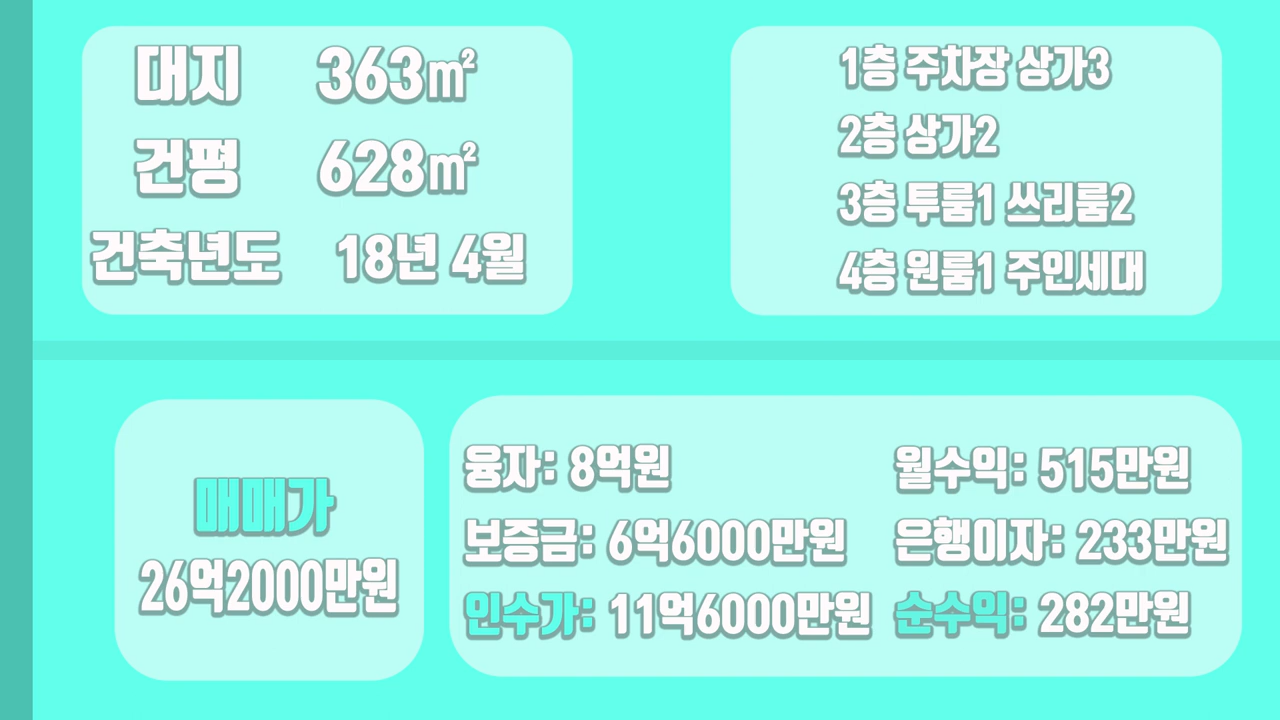 대지 363㎡
건평 628㎡
건축년도 18년 4월
1층 주차장 상가3
2층 상가2
3층 투룸1 쓰리룸2
4층 원룸1 주인세대
매매가
26억2000만원
융자: 8억원
보증금: 6억6000만원
인수가: 11억6000만원
월수익: 515만원
은행이자: 233만원
순수익: 282만원